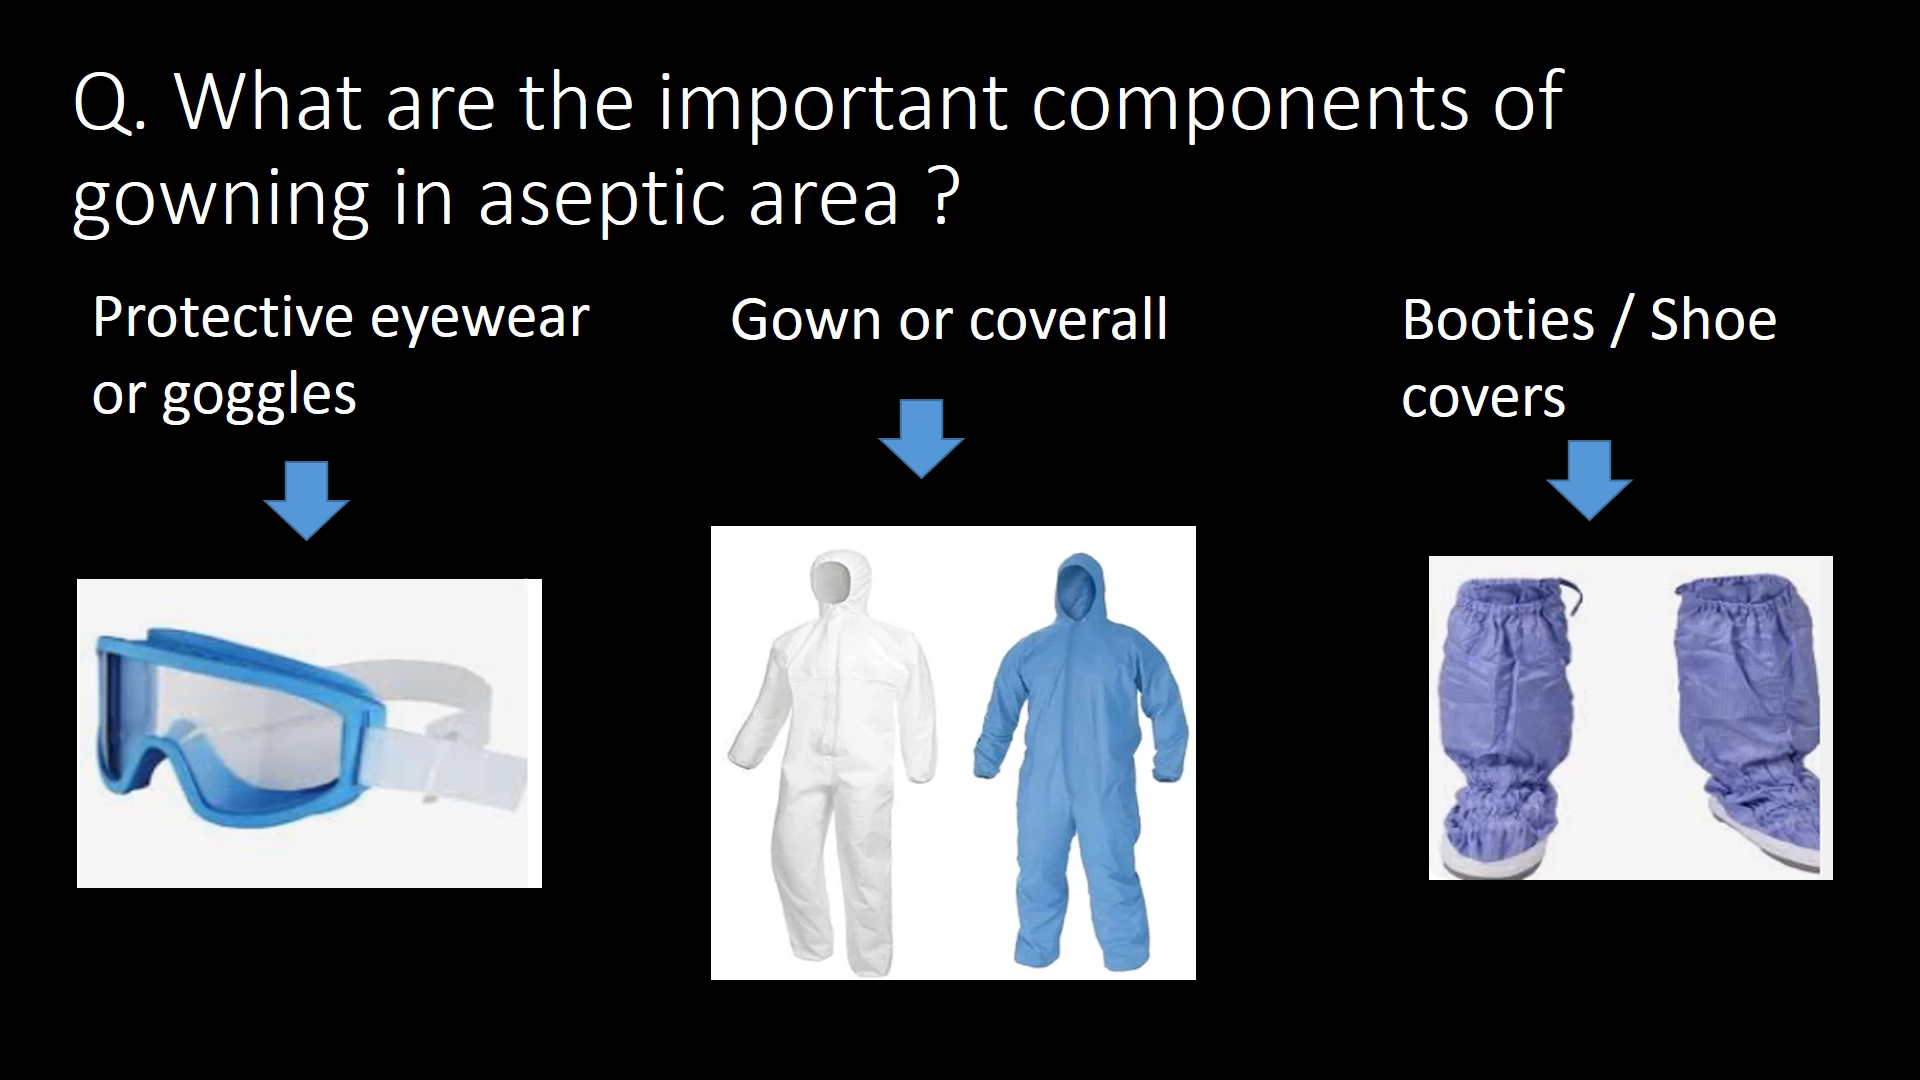 Q. What are the important components of
gowning in aseptic area ?
Protective eyewear
or goggles
Gown or coverall
Booties / Shoe
covers